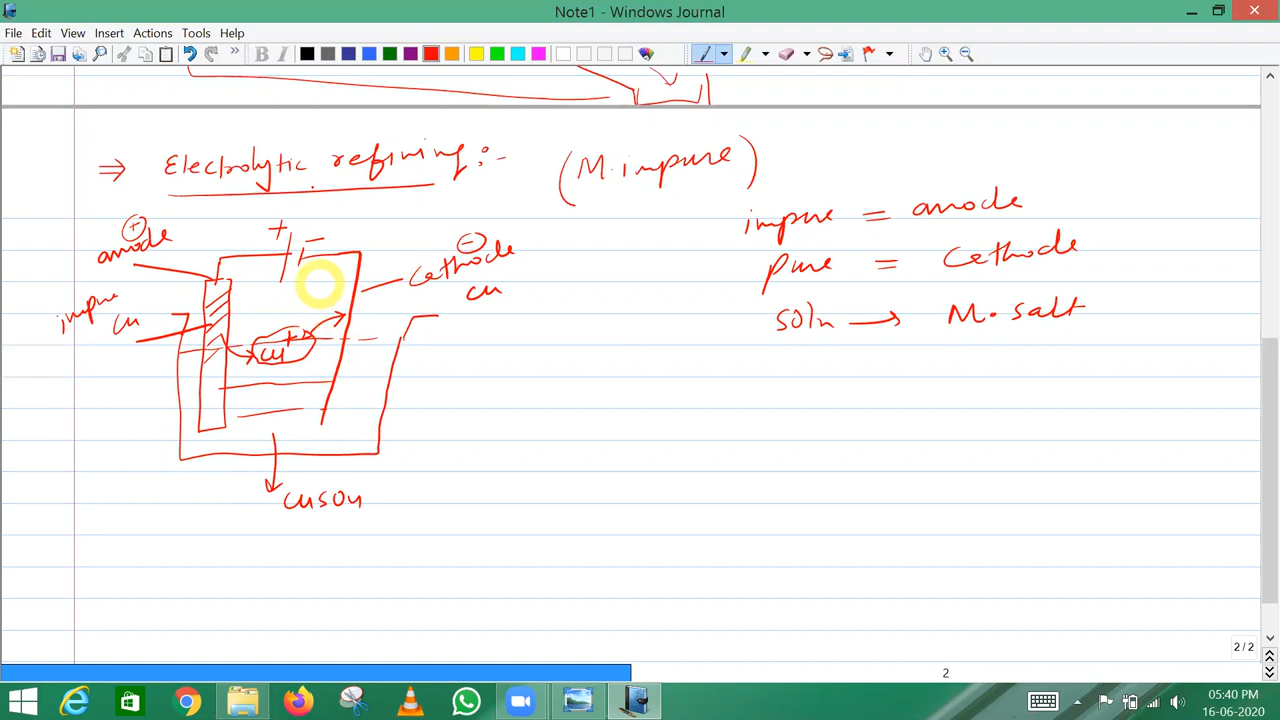 Note1 - Windows Journal
File Edit View Insert Actions Tools Help
⇒ Electrolytic refining :- (M. impure)
impure = anode
pure = Cathode
soln → M. salt
+ anode
+ −
− cathode
cu
impure
cu
cu+
cuso4
2 / 2
2
05:40 PM
16-06-2020